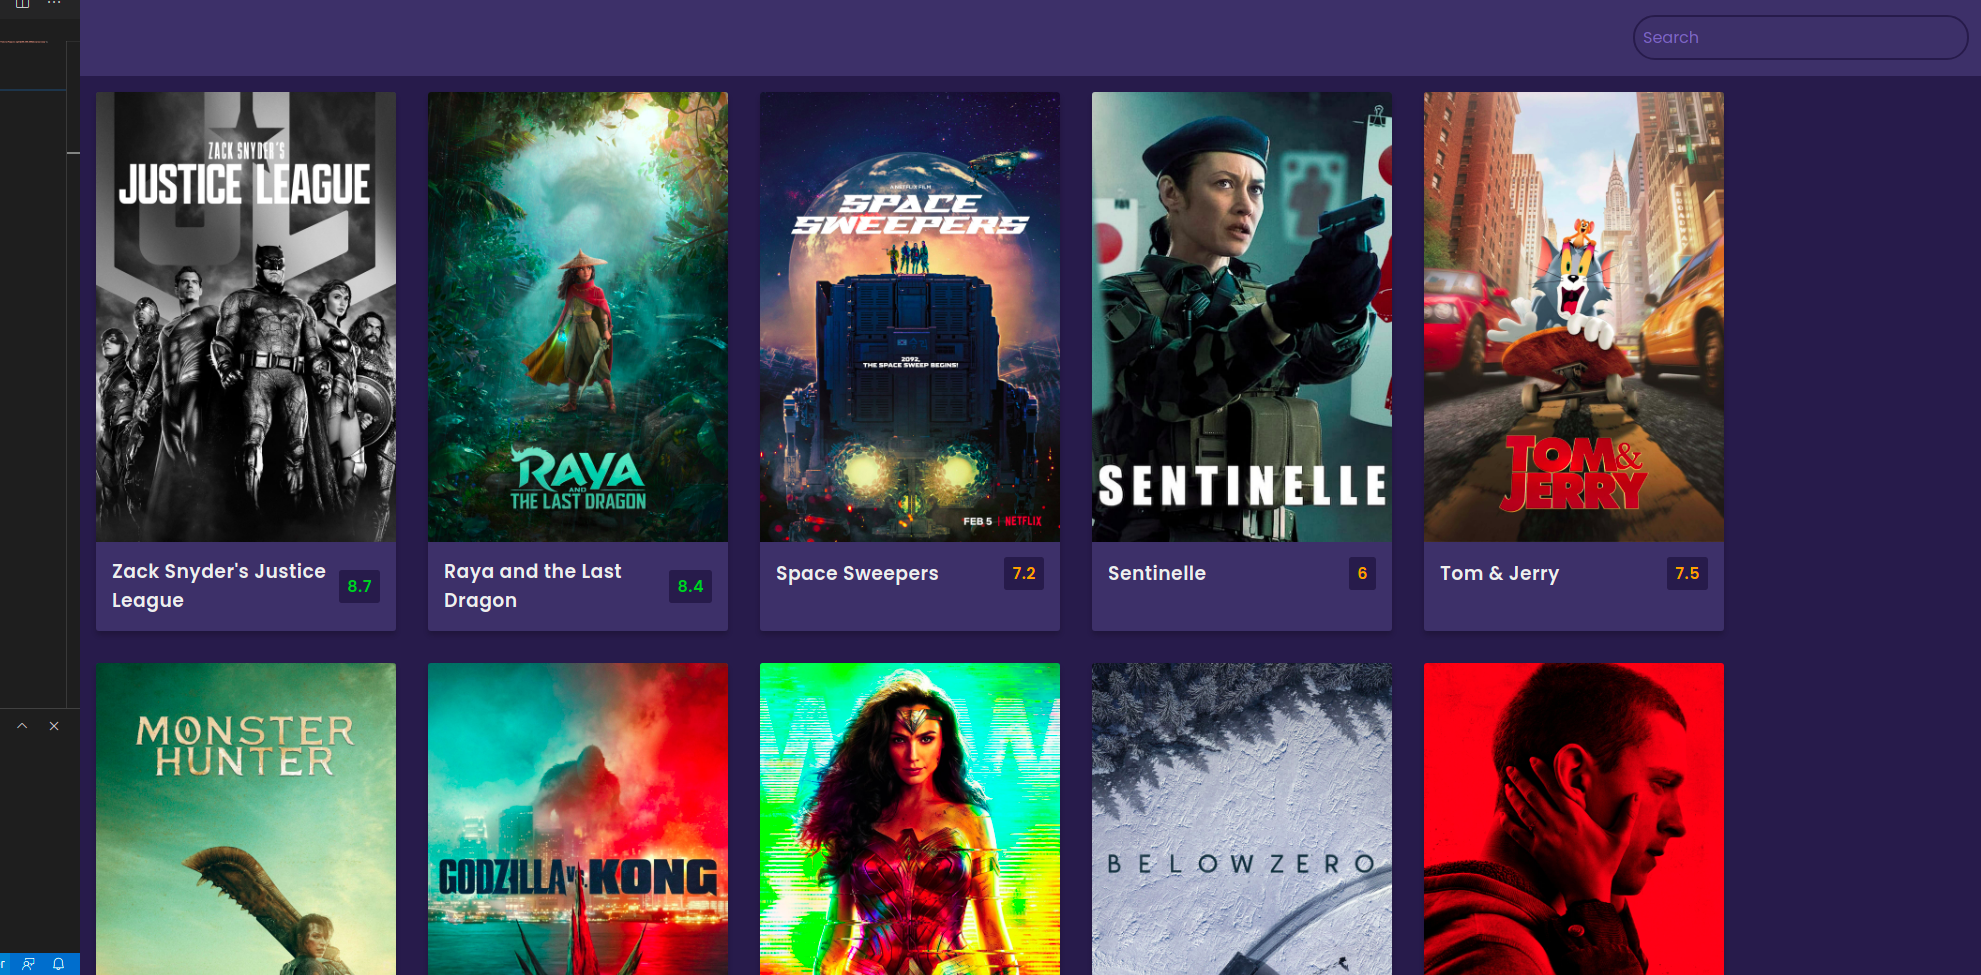 Search
ZACK SNYDER'S
JUSTICE LEAGUE
RAYA
AND
THE LAST DRAGON
A NETFLIX FILM
SPACE
SWEEPERS
2092,
THE SPACE SWEEP BEGINS!
FEB 5 | NETFLIX
SENTINELLE
TOM &
JERRY
Zack Snyder's Justice
League
8.7
Raya and the Last
Dragon
8.4
Space Sweepers
7.2
Sentinelle
6
Tom & Jerry
7.5
MONSTER
HUNTER
GODZILLA VS. KONG
BELOW ZERO
r